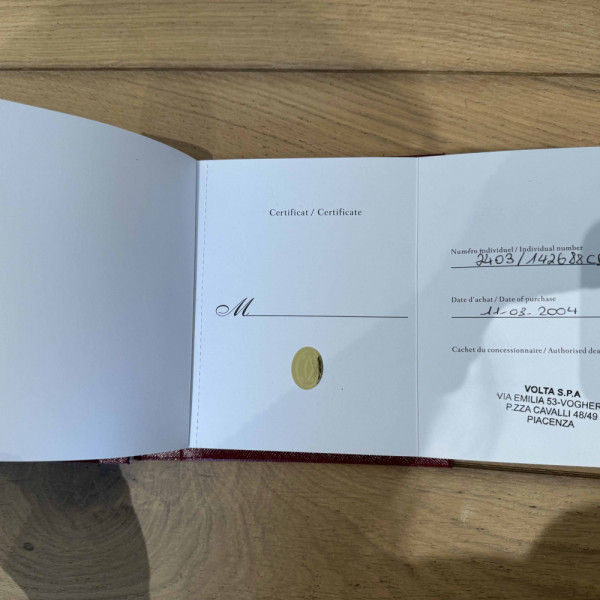 Certificat / Certificate
M
Numéro individuel / Individual number
2403/142688CS
Date d'achat / Date of purchase
11-03-2004
Cachet du concessionnaire / Authorised dea
VOLTA S.P.A
VIA EMILIA 53-VOGHER
P.ZZA CAVALLI 48/49
PIACENZA